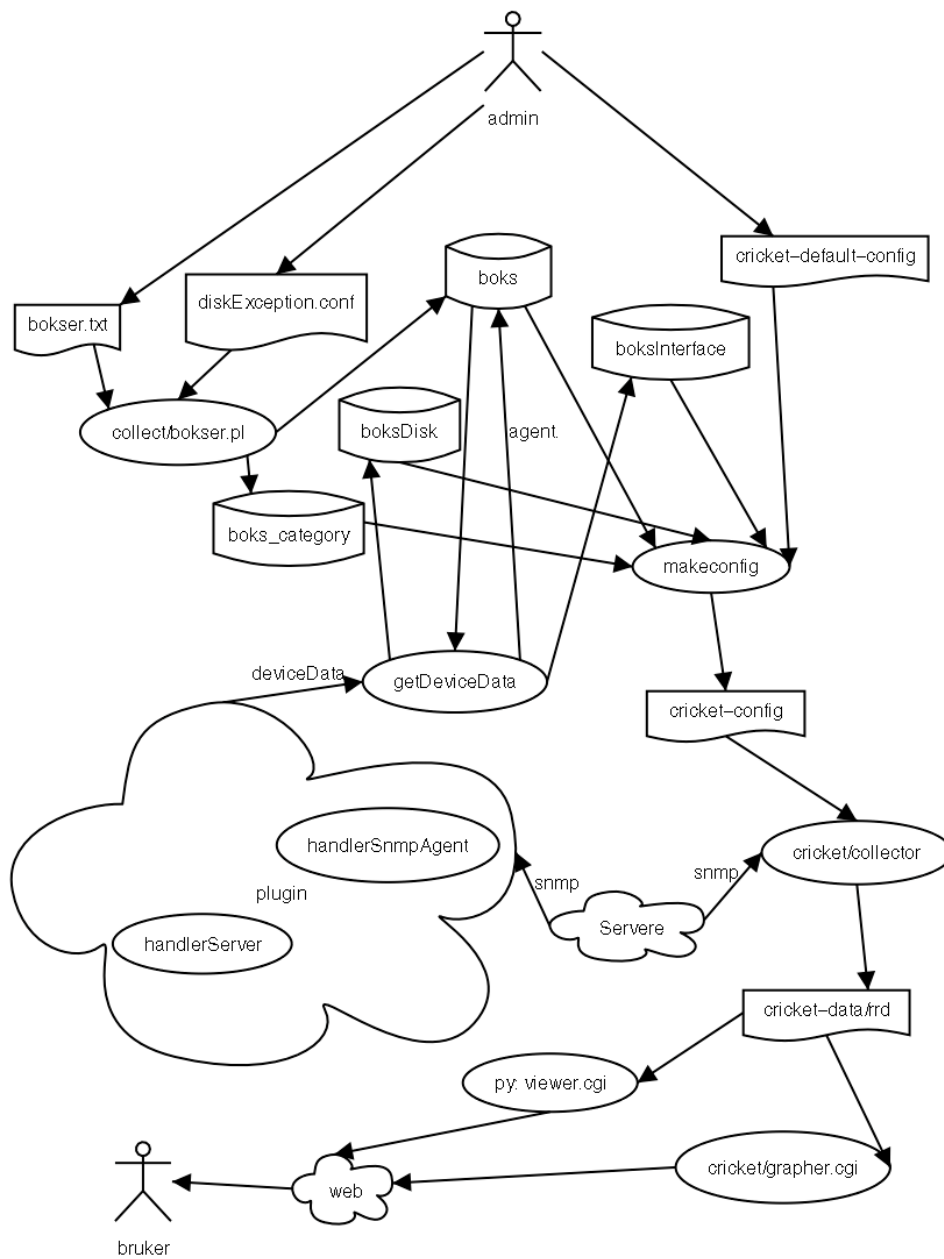 admin
cricket–default–config
boks
diskException.conf
bokser.txt
boksInterface
collect/bokser.pl
boksDisk
agent.
boks_category
makeconfig
deviceData
getDeviceData
cricket–config
handlerSnmpAgent
cricket/collector
snmp
snmp
plugin
Servere
handlerServer
cricket–data/rrd
py: viewer.cgi
cricket/grapher.cgi
web
bruker